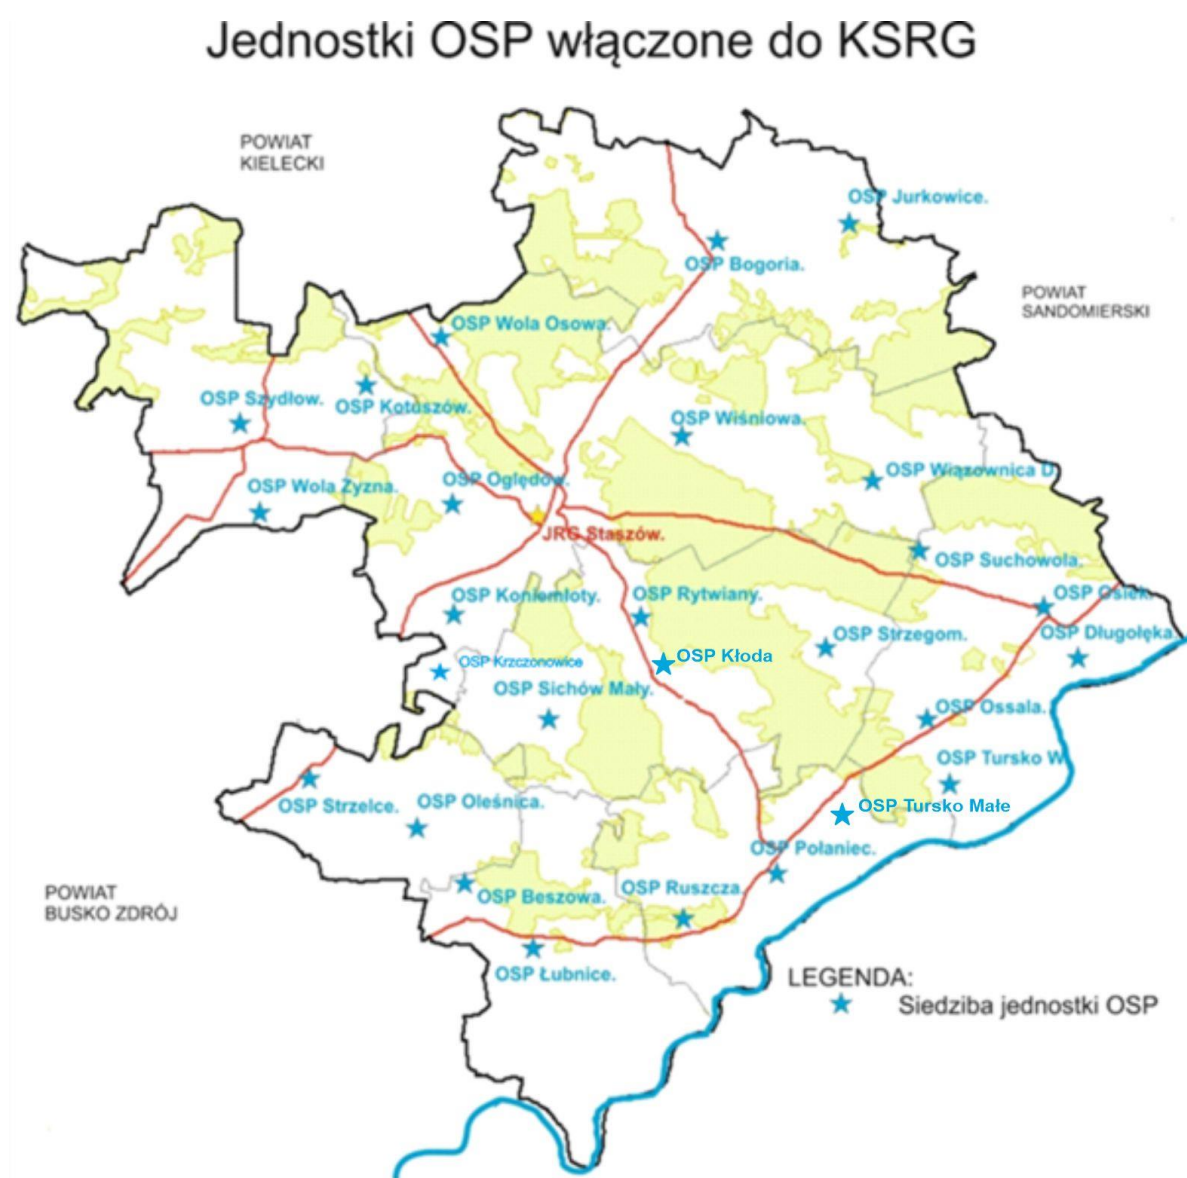 Jednostki OSP włączone do KSRG
POWIAT
KIELECKI
OSP Jurkowice.
OSP Bogoria.
POWIAT
SANDOMIERSKI
OSP Wola Osowa.
OSP Szydłow.
OSP Kotuszów.
OSP Wiśniowa.
OSP Wiązownica D.
OSP Wola Żyzna.
OSP Oględów.
JRG Staszów.
OSP Suchowola.
OSP Koniemłoty.
OSP Rytwiany.
OSP Osiek.
OSP Strzegom.
OSP Długołęka.
OSP Kłoda
OSP Krzczonowice
OSP Sichów Mały.
OSP Ossala.
OSP Tursko W.
OSP Strzelce.
OSP Oleśnica.
OSP Tursko Małe
OSP Połaniec.
POWIAT
BUSKO ZDRÓJ
OSP Beszowa.
OSP Ruszcza.
OSP Łubnice.
LEGENDA:
Siedziba jednostki OSP